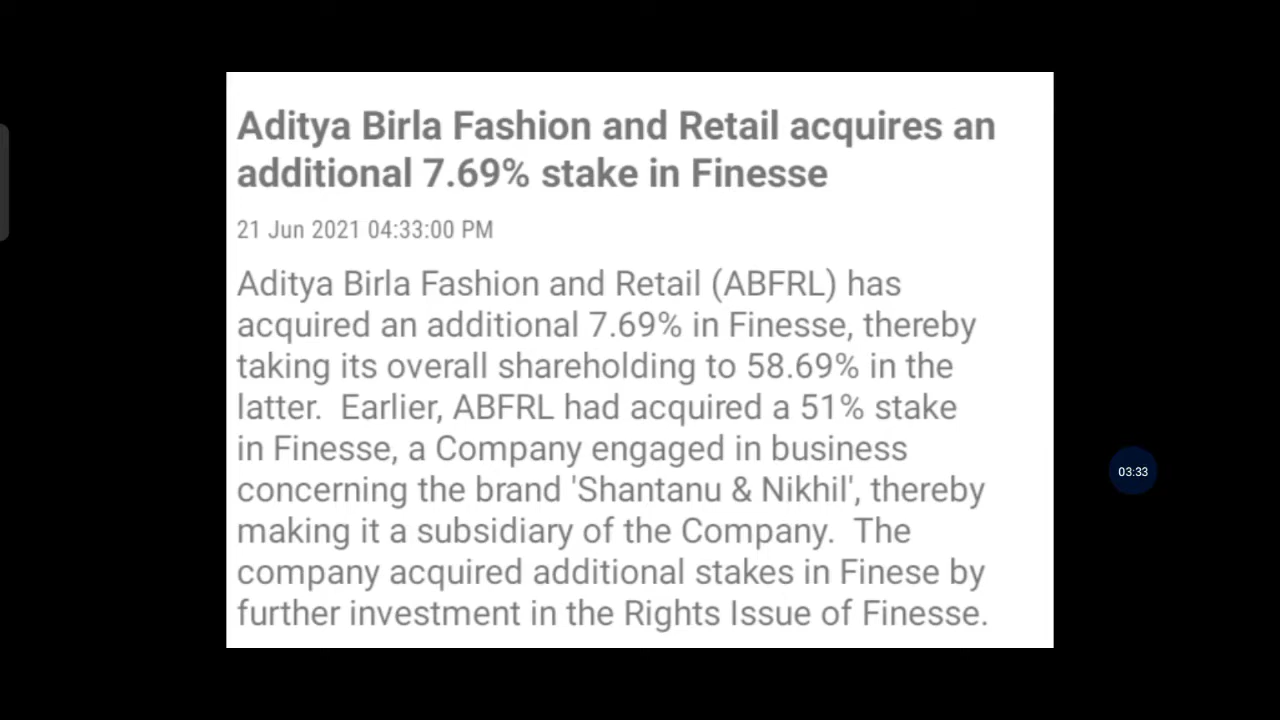 Aditya Birla Fashion and Retail acquires an
additional 7.69% stake in Finesse
21 Jun 2021 04:33:00 PM
Aditya Birla Fashion and Retail (ABFRL) has
acquired an additional 7.69% in Finesse, thereby
taking its overall shareholding to 58.69% in the
latter.  Earlier, ABFRL had acquired a 51% stake
in Finesse, a Company engaged in business
concerning the brand 'Shantanu & Nikhil', thereby
making it a subsidiary of the Company.  The
company acquired additional stakes in Finese by
further investment in the Rights Issue of Finesse.
03:33